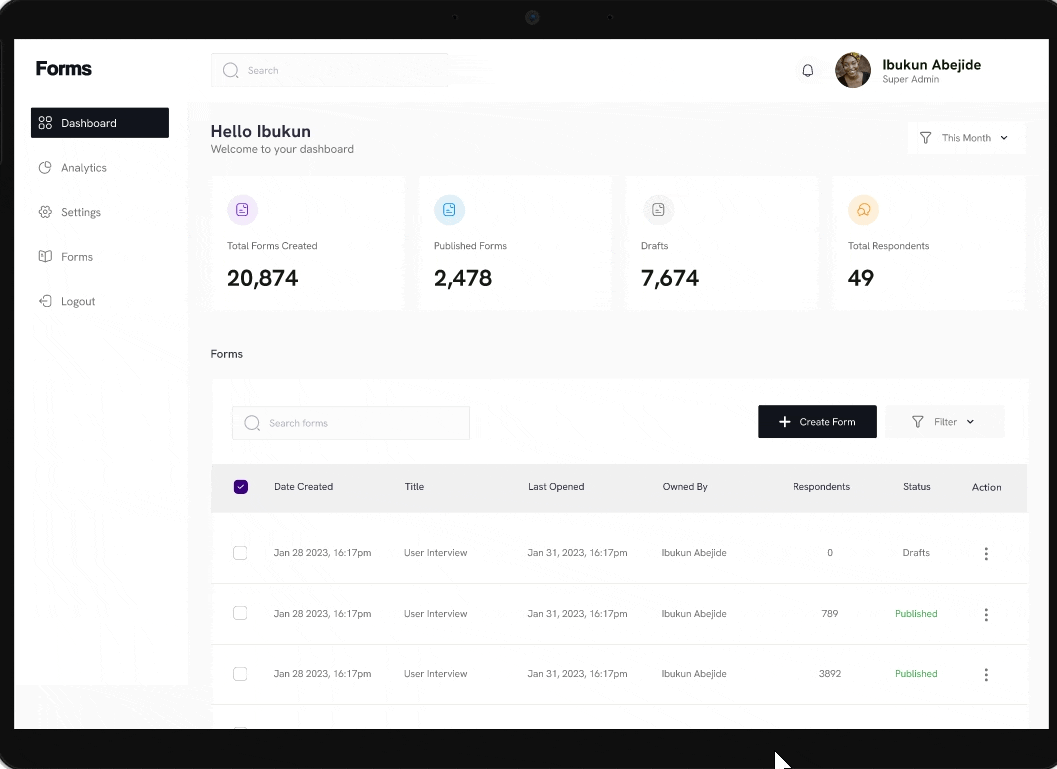 Forms
Search
Ibukun Abejide
Super Admin
Dashboard
Analytics
Settings
Forms
Logout
Hello Ibukun
Welcome to your dashboard
This Month
Total Forms Created
20,874
Published Forms
2,478
Drafts
7,674
Total Respondents
49
Forms
Search forms
Create Form
Filter
Date Created Title Last Opened Owned By Respondents Status Action
Jan 28 2023, 16:17pm User Interview Jan 31, 2023, 16:17pm Ibukun Abejide 0 Drafts
Jan 28 2023, 16:17pm User Interview Jan 31, 2023, 16:17pm Ibukun Abejide 789 Published
Jan 28 2023, 16:17pm User Interview Jan 31, 2023, 16:17pm Ibukun Abejide 3892 Published